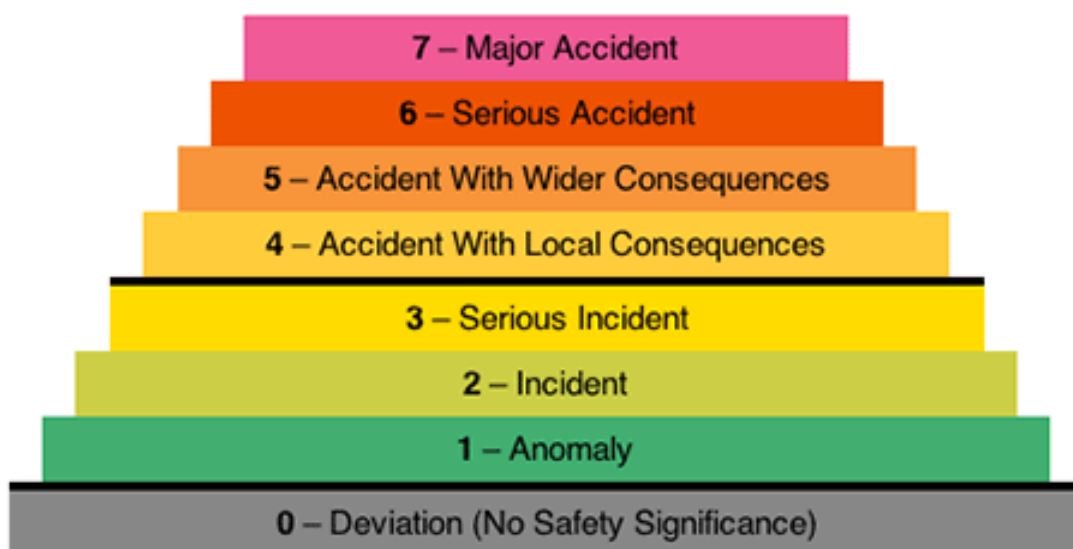 7 – Major Accident
6 – Serious Accident
5 – Accident With Wider Consequences
4 – Accident With Local Consequences
3 – Serious Incident
2 – Incident
1 – Anomaly
0 – Deviation (No Safety Significance)